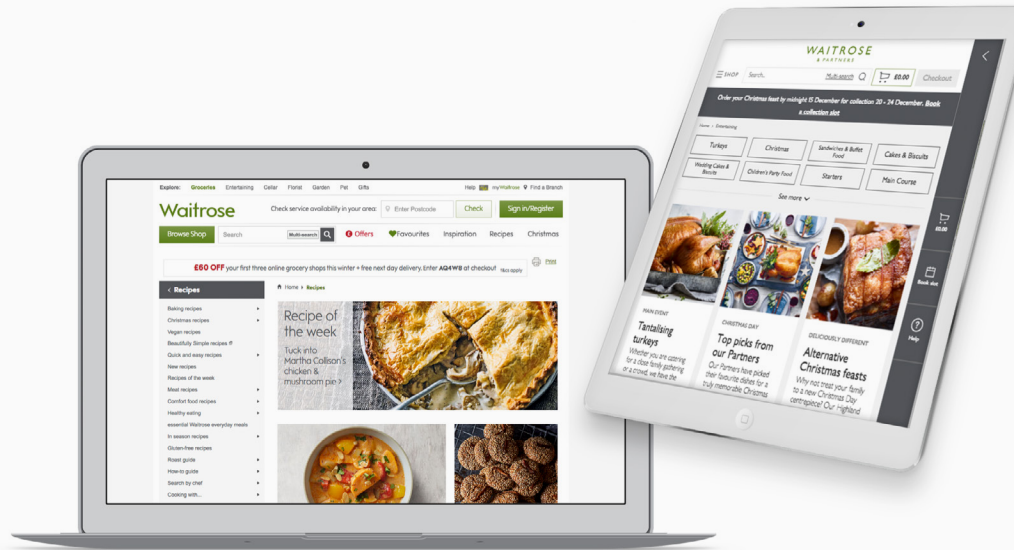 Explore: Groceries Entertaining Cellar Florist Garden Pet Gifts Help myWaitrose Find a Branch
Waitrose
Check service availability in your area: Enter Postcode Check Sign in/Register
Browse Shop Search Multi-search Offers Favourites Inspiration Recipes Christmas
£60 OFF your first three online grocery shops this winter + free next day delivery. Enter AQ4WB at checkout T&Cs apply
Print
< Recipes
Home Recipes
Baking recipes
Christmas recipes
Vegan recipes
Beautifully Simple recipes
Quick and easy recipes
New recipes
Recipes of the week
Meat recipes
Comfort food recipes
Healthy eating
essential Waitrose everyday meals
In season recipes
Gluten-free recipes
Roast guide
How-to guide
Search by chef
Cooking with...
Recipe of
the week
Tuck into
Martha Collison's
chicken &
mushroom pie >
WAITROSE
& PARTNERS
SHOP Search... Multi-search £0.00 Checkout
Order your Christmas feast by midnight 15 December for collection 20 - 24 December. Book
a collection slot
Home > Entertaining
Turkeys
Christmas
Sandwiches & Buffet
Food
Cakes & Biscuits
Wedding Cakes &
Biscuits
Children's Party Food
Starters
Main Course
See more
MAIN EVENT
Tantalising
turkeys
Whether you are catering
for a close family gathering
or a crowd, we have the
CHRISTMAS DAY
Top picks from
our Partners
Our Partners have picked
their favourite dishes for a
truly memorable Christmas
DELICIOUSLY DIFFERENT
Alternative
Christmas feasts
Why not treat your family
to a new Christmas Day
centrepiece? Our Highland
£0.00
Book slot
Help